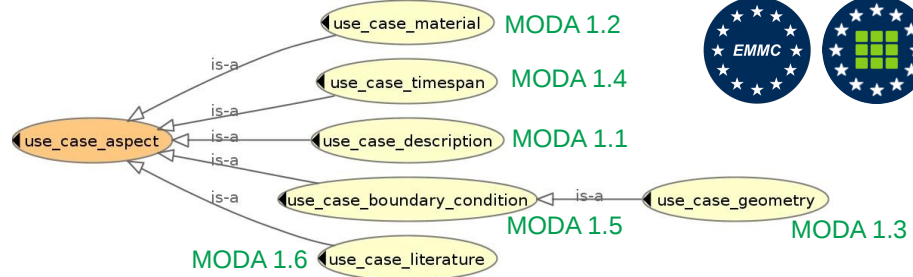 use_case_material MODA 1.2
EMMC
is-a
use_case_timespan MODA 1.4
is-a
use_case_aspect
is-a
use_case_description MODA 1.1
is-a
use_case_boundary_condition
is-a
use_case_geometry
MODA 1.5
MODA 1.3
is-a
MODA 1.6
use_case_literature